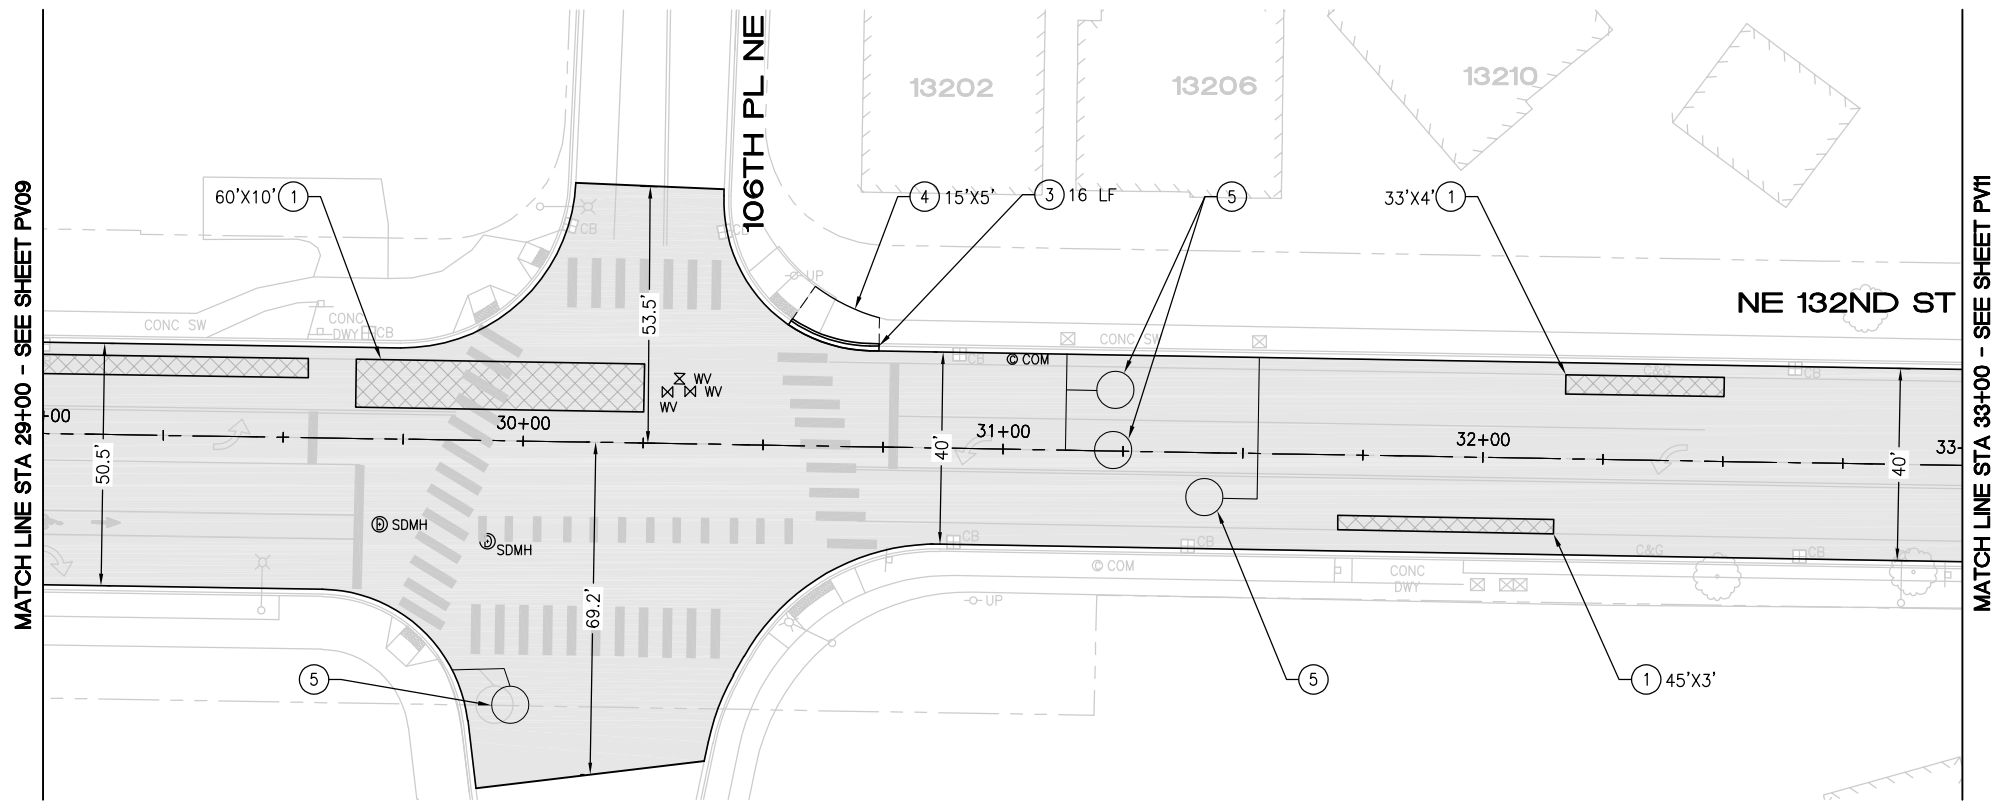 MATCH LINE STA 29+00 - SEE SHEET PV09
106TH PL NE
13202
13206
13210
60'X10' 1
4 15'X5'
3 16 LF
5
33'X4' 1
CB
CB
UP
53.5'
NE 132ND ST
CONC SW
CONC
DWY
CB
CONC SW
© COM
CB
C&G
CB
WV
WV
WV
+00
30+00
31+00
32+00
33-
50.5'
40'
40'
SDMH
SDMH
CB
CB
C&G
CB
© COM
CONC
DWY
UP
69.2'
5
5
1 45'X3'
MATCH LINE STA 33+00 - SEE SHEET PV11